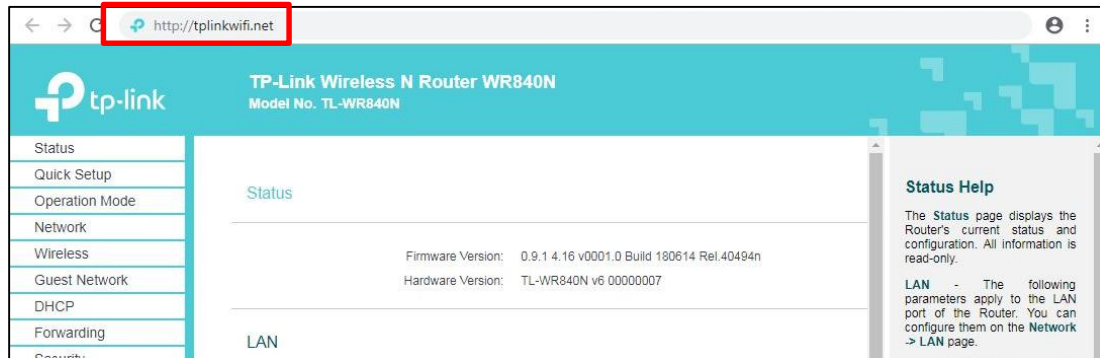 http://tplinkwifi.net
tp-link
TP-Link Wireless N Router WR840N
Model No. TL-WR840N
Status
Quick Setup
Operation Mode
Network
Wireless
Guest Network
DHCP
Forwarding
Security
Status
Firmware Version: 0.9.1 4.16 v0001.0 Build 180614 Rel.40494n
Hardware Version: TL-WR840N v6 00000007
LAN
Status Help
The Status page displays the
Router's current status and
configuration. All information is
read-only.
LAN - The following
parameters apply to the LAN
port of the Router. You can
configure them on the Network
-> LAN page.